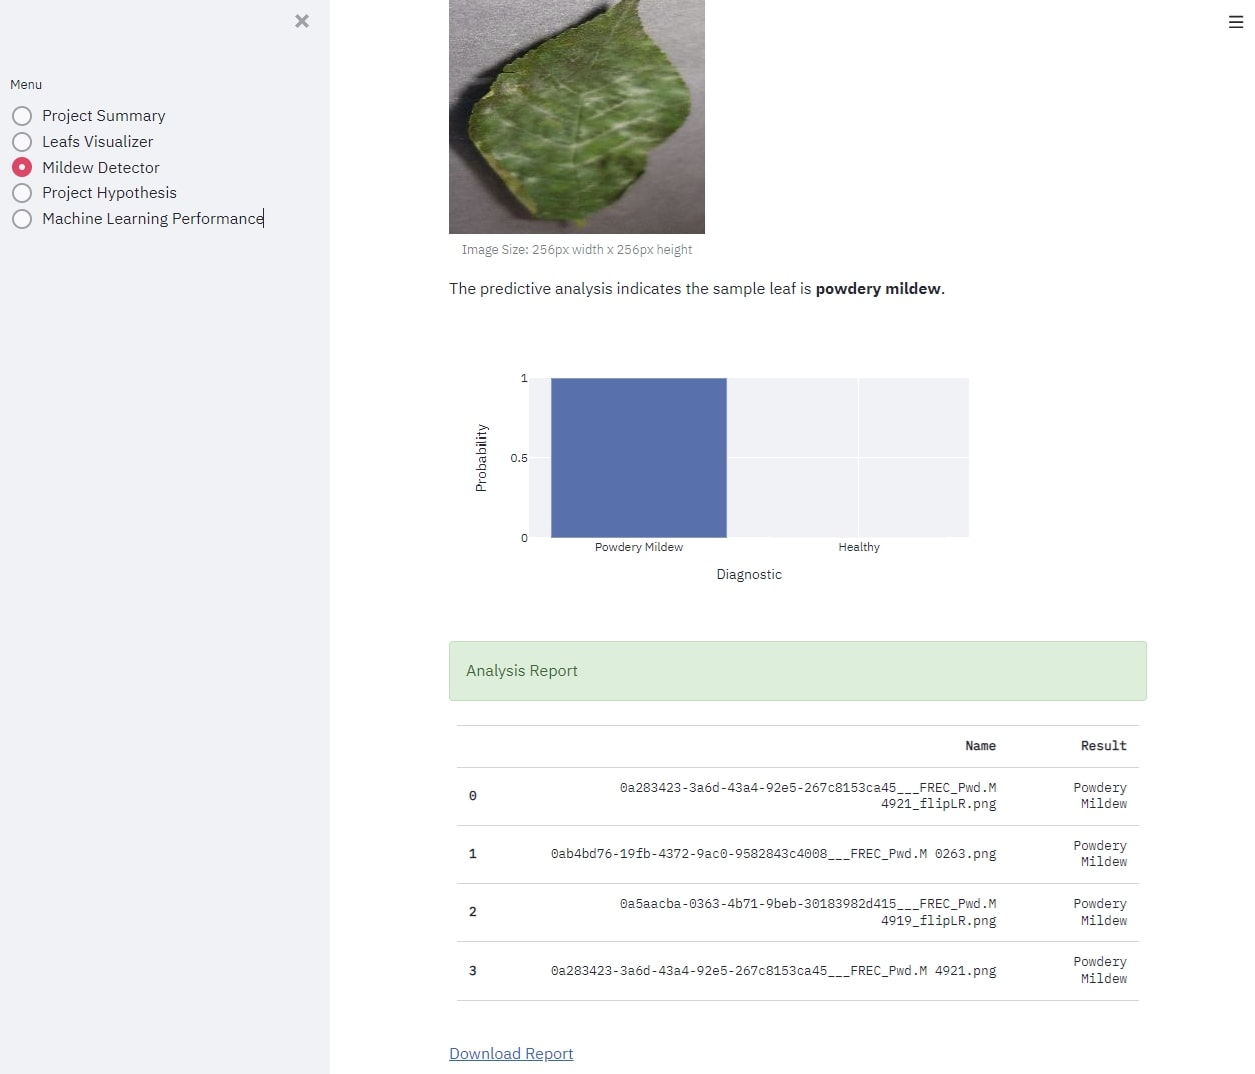 Menu
Project Summary
Leafs Visualizer
Mildew Detector
Project Hypothesis
Machine Learning Performance
Image Size: 256px width x 256px height
The predictive analysis indicates the sample leaf is powdery mildew.
1
0.5
0
Probability
Powdery Mildew
Healthy
Diagnostic
Analysis Report
Name Result
0 0a283423-3a6d-43a4-92e5-267c8153ca45___FREC_Pwd.M Powdery
4921_flipLR.png Mildew
1 0ab4bd76-19fb-4372-9ac0-9582843c4008___FREC_Pwd.M 0263.png Powdery
Mildew
2 0a5aacba-0363-4b71-9beb-30183982d415___FREC_Pwd.M Powdery
4919_flipLR.png Mildew
3 0a283423-3a6d-43a4-92e5-267c8153ca45___FREC_Pwd.M 4921.png Powdery
Mildew
Download Report